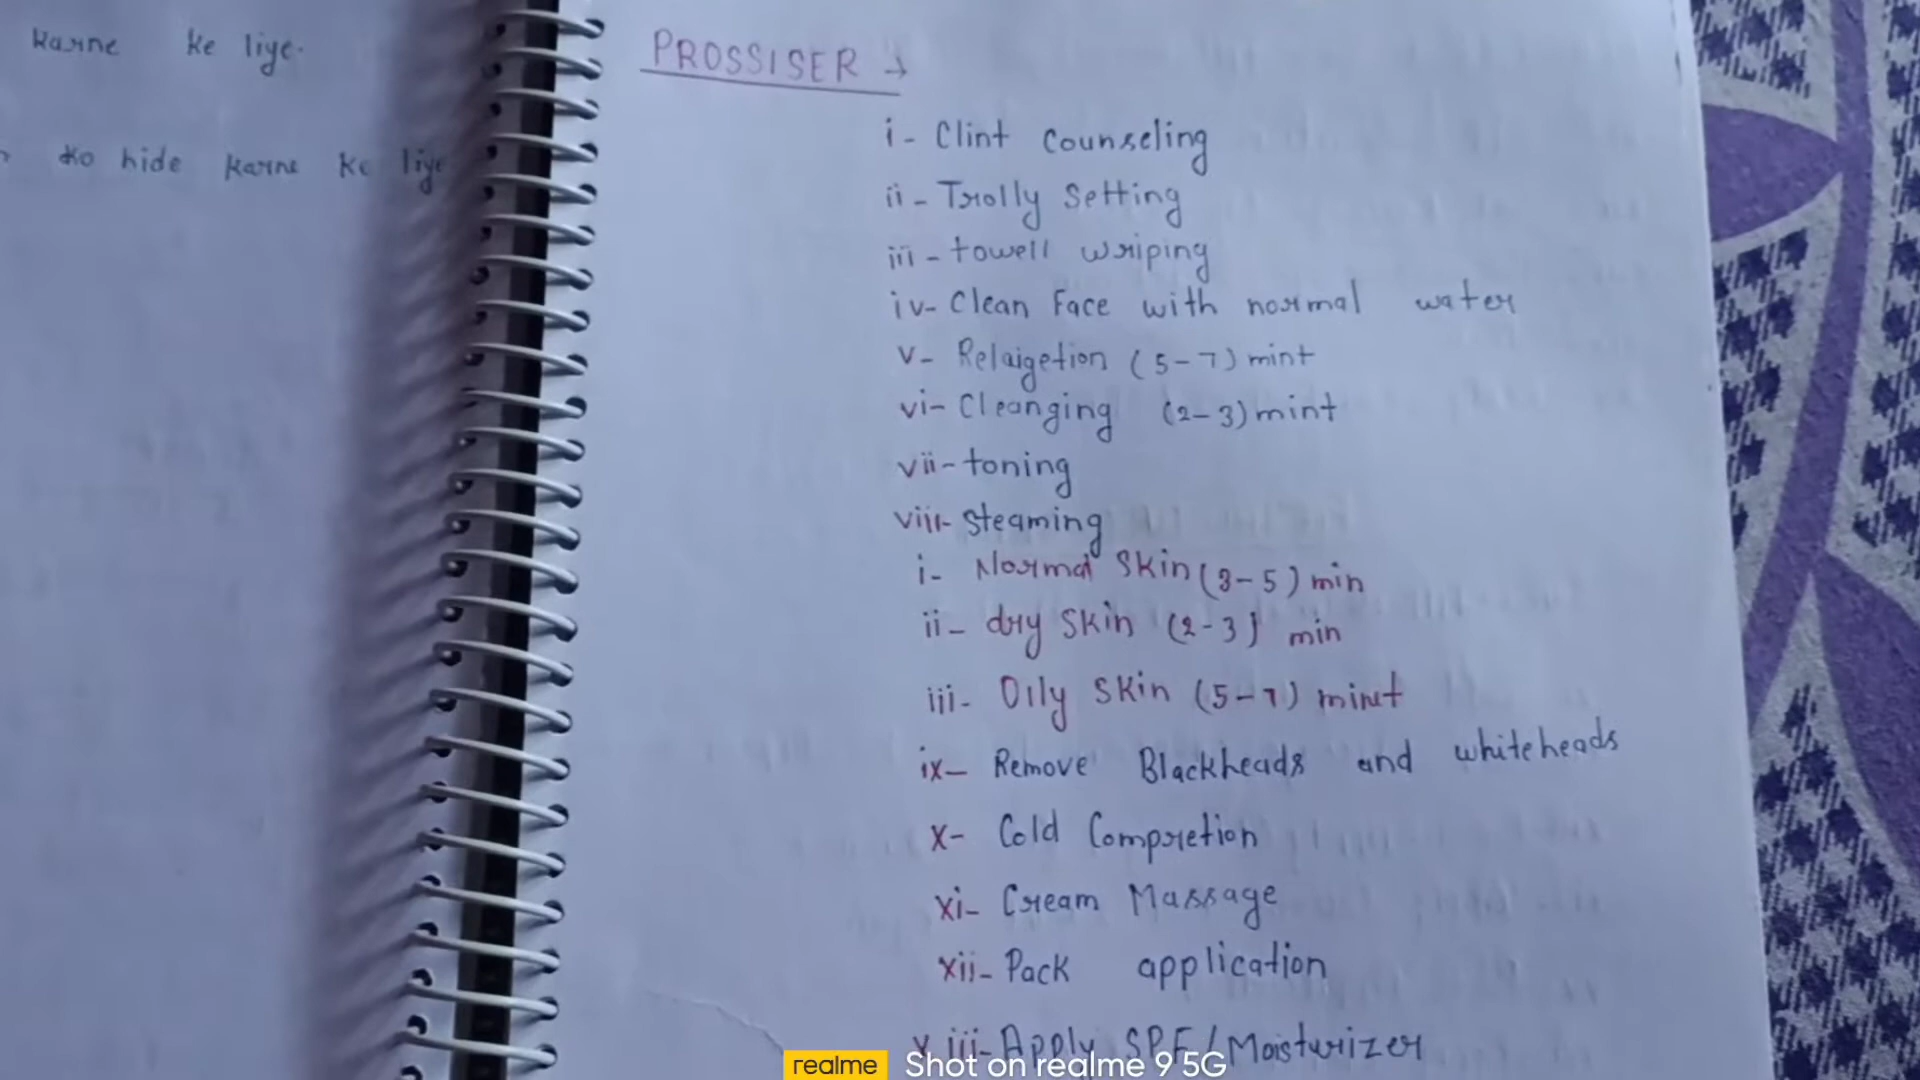 karne ke liye.
ko hide karne ke liye
PROSSISER →
i- Clint Counseling
ii- Trolly Setting
iii- towell wriping
iv- Clean Face with normal water
v- Relaigetion (5-7) mint
vi- Cleanging (2-3) mint
vii- toning
viii- Steaming
i- Normal Skin (3-5) min
ii- dry Skin (2-3) min
iii- Oily Skin (5-7) mint
ix- Remove Blackheads and whiteheads
x- Cold Compretion
xi- Cream Massage
xii- Pack application
xiii- Apply SPF/Moisturizer
realme Shot on realme 9 5G